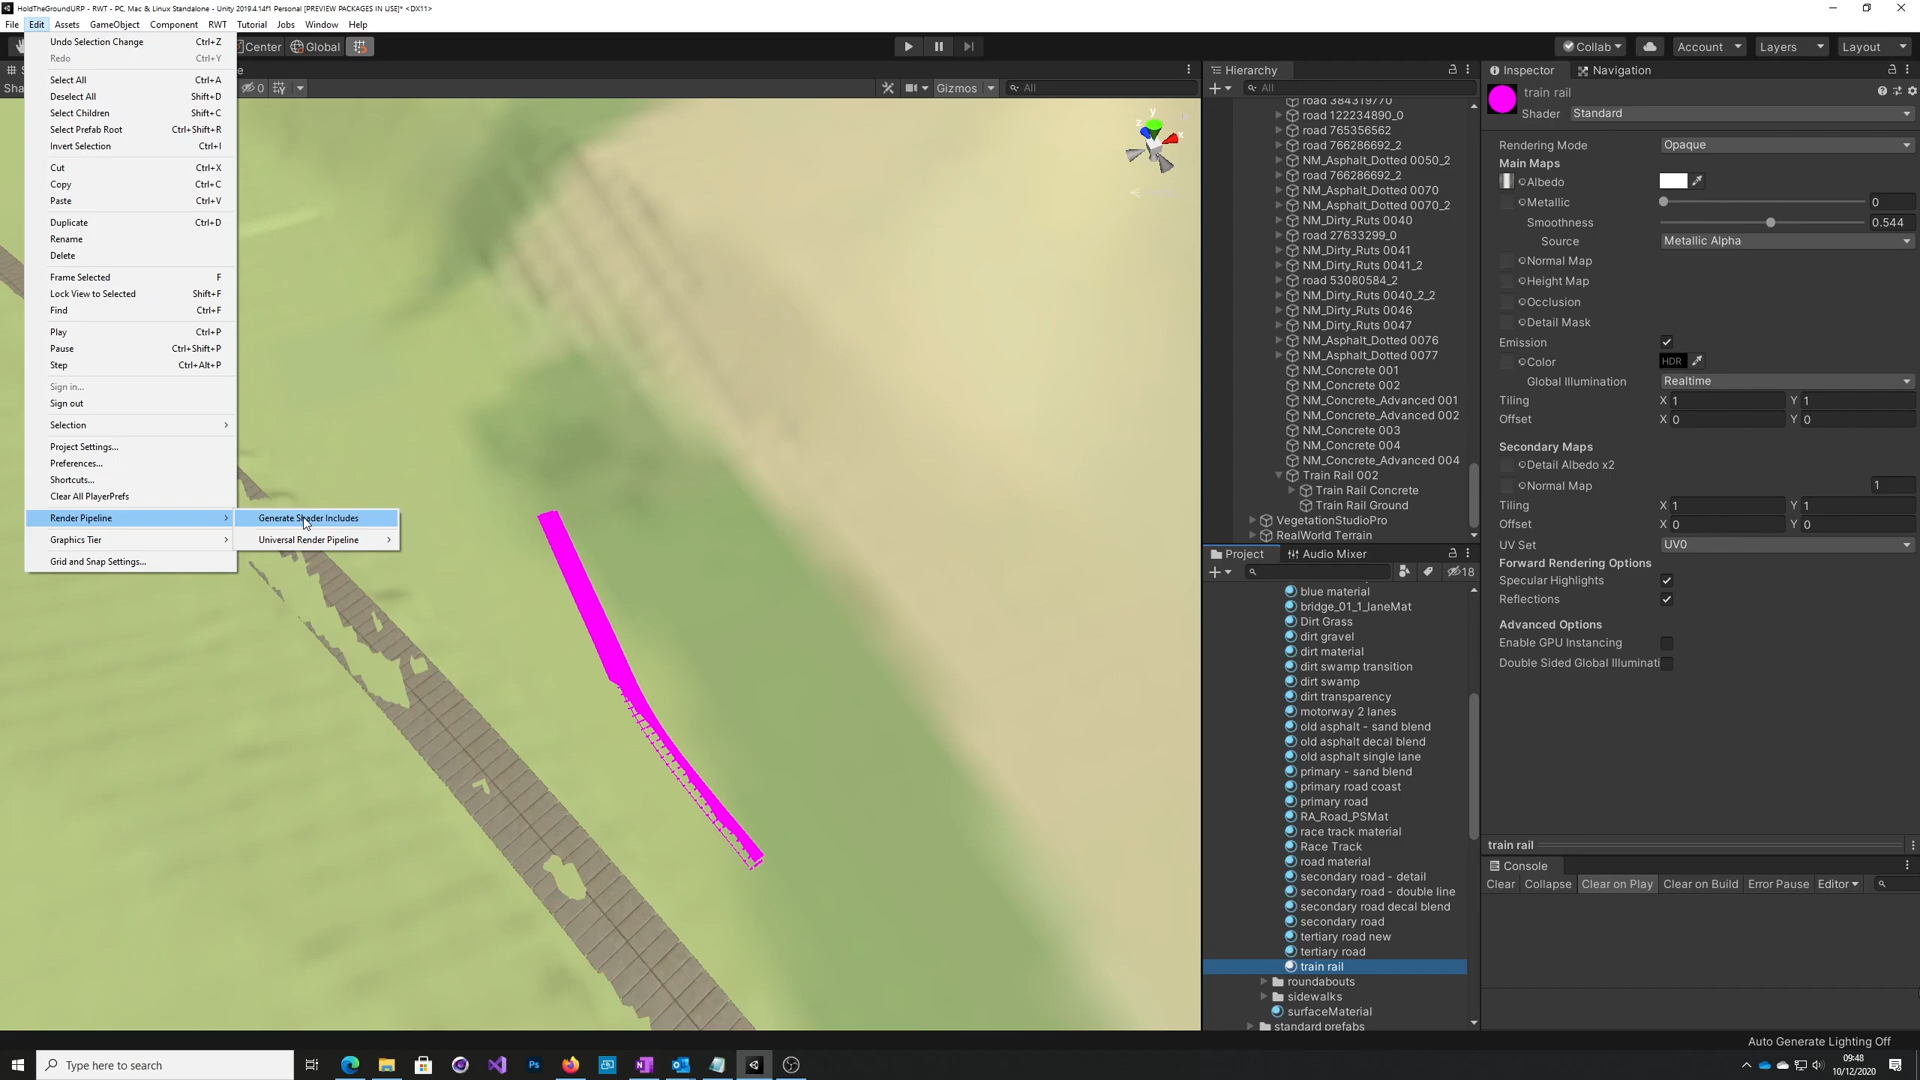 HoldTheGroundURP - RWT - PC, Mac & Linux Standalone - Unity 2019.4.14f1 Personal [PREVIEW PACKAGES IN USE]* <DX11>
File Edit Assets GameObject Component RWT Tutorial Jobs Window Help
Center Global Collab Account Layers Layout
Undo Selection Change Ctrl+Z
Redo Ctrl+Y
Select All Ctrl+A
Deselect All Shift+D
Select Children Shift+C
Select Prefab Root Ctrl+Shift+R
Invert Selection Ctrl+I
Cut Ctrl+X
Copy Ctrl+C
Paste Ctrl+V
Duplicate Ctrl+D
Rename
Delete
Frame Selected F
Lock View to Selected Shift+F
Find Ctrl+F
Play Ctrl+P
Pause Ctrl+Shift+P
Step Ctrl+Alt+P
Sign in...
Sign out
Selection
Project Settings...
Preferences...
Shortcuts...
Clear All PlayerPrefs
Render Pipeline
Graphics Tier
Grid and Snap Settings...
Generate Shader Includes
Universal Render Pipeline
0 Gizmos All
y
z x
Hierarchy
All
road 384319770
road 122234890_0
road 765356562
road 766286692_2
NM_Asphalt_Dotted 0050_2
road 766286692_2
NM_Asphalt_Dotted 0070
NM_Asphalt_Dotted 0070_2
NM_Dirty_Ruts 0040
road 27633299_0
NM_Dirty_Ruts 0041
NM_Dirty_Ruts 0041_2
road 53080584_2
NM_Dirty_Ruts 0040_2_2
NM_Dirty_Ruts 0046
NM_Dirty_Ruts 0047
NM_Asphalt_Dotted 0076
NM_Asphalt_Dotted 0077
NM_Concrete 001
NM_Concrete 002
NM_Concrete_Advanced 001
NM_Concrete_Advanced 002
NM_Concrete 003
NM_Concrete 004
NM_Concrete_Advanced 004
Train Rail 002
Train Rail Concrete
Train Rail Ground
VegetationStudioPro
RealWorld Terrain
Project Audio Mixer
18
blue material
bridge_01_1_laneMat
Dirt Grass
dirt gravel
dirt material
dirt swamp transition
dirt swamp
dirt transparency
motorway 2 lanes
old asphalt - sand blend
old asphalt decal blend
old asphalt single lane
primary - sand blend
primary road coast
primary road
RA_Road_PSMat
race track material
Race Track
road material
secondary road - detail
secondary road - double line
secondary road decal blend
secondary road
tertiary road new
tertiary road
train rail
roundabouts
sidewalks
surfaceMaterial
standard prefabs
Inspector Navigation
train rail
Shader Standard
Rendering Mode Opaque
Main Maps
Albedo
Metallic 0
Smoothness 0.544
Source Metallic Alpha
Normal Map
Height Map
Occlusion
Detail Mask
Emission
Color HDR
Global Illumination Realtime
Tiling X 1 Y 1
Offset X 0 Y 0
Secondary Maps
Detail Albedo x2
Normal Map 1
Tiling X 1 Y 1
Offset X 0 Y 0
UV Set UV0
Forward Rendering Options
Specular Highlights
Reflections
Advanced Options
Enable GPU Instancing
Double Sided Global Illuminati
train rail
Console
Clear Collapse Clear on Play Clear on Build Error Pause Editor
Auto Generate Lighting Off
Type here to search
09:48
10/12/2020